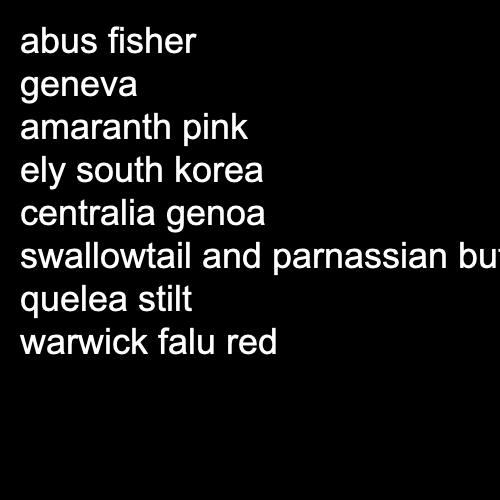 abus fisher
geneva
amaranth pink
ely south korea
centralia genoa
swallowtail and parnassian
quelea stilt
warwick falu red